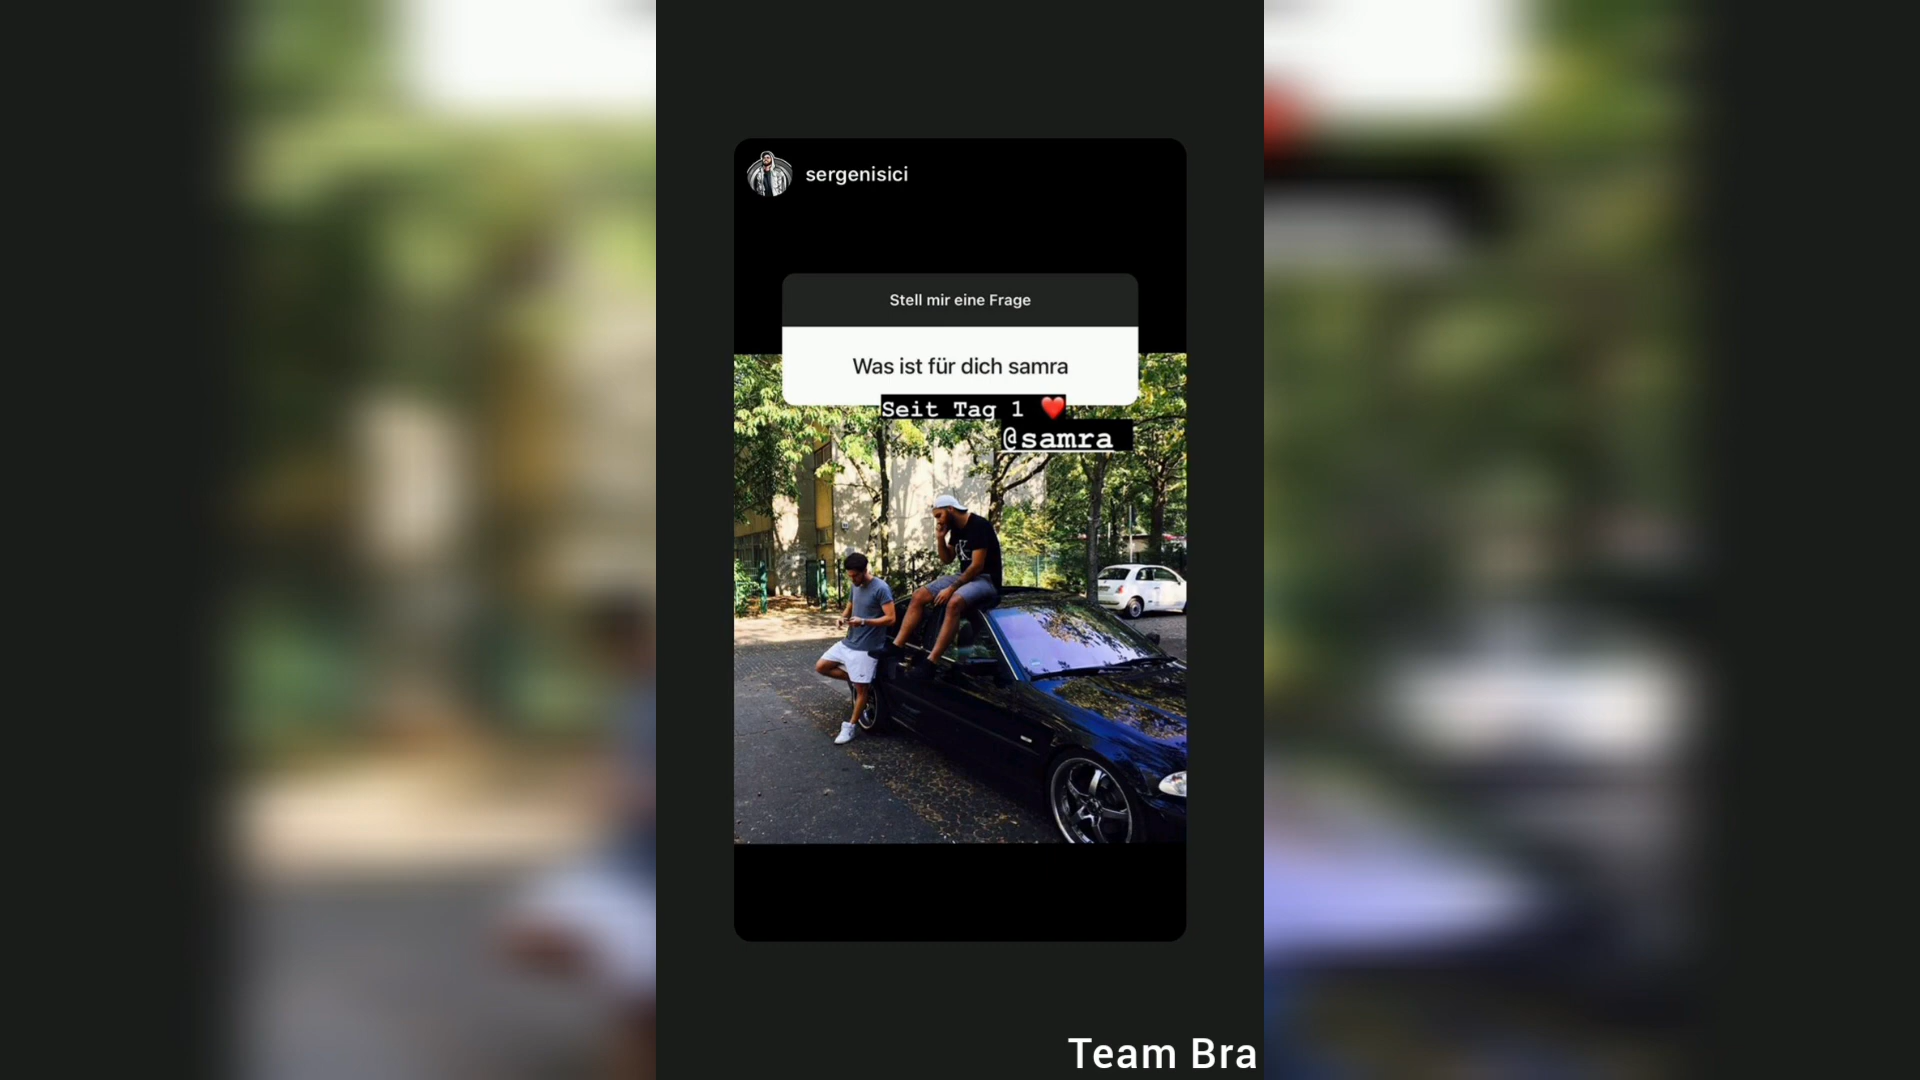 sergenisici
Stell mir eine Frage
Was ist für dich samra
Seit Tag 1 ❤️
@samra
Team Bra